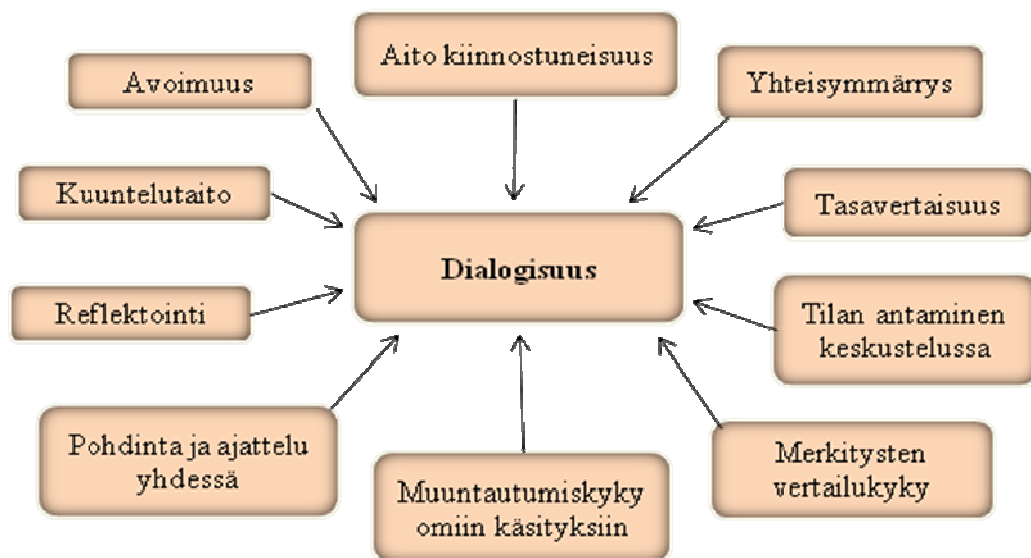 Aito kiinnostuneisuus
Avoimuus
Yhteisymmärrys
Kuuntelutaito
Tasavertaisuus
Dialogisuus
Reflektointi
Tilan antaminen
keskustelussa
Pohdinta ja ajattelu
yhdessä
Muuntautumiskyky
omiin käsityksiin
Merkitysten
vertailukyky